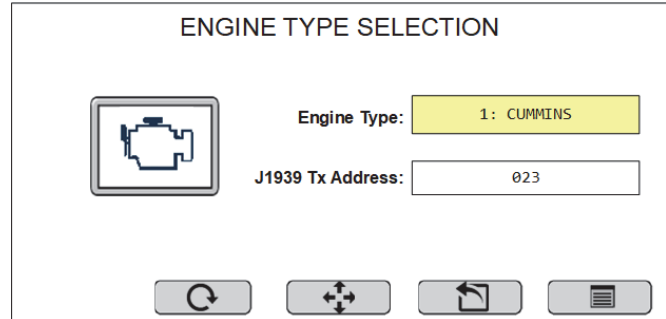 ENGINE TYPE SELECTION
Engine Type: 1: CUMMINS
J1939 Tx Address: 023